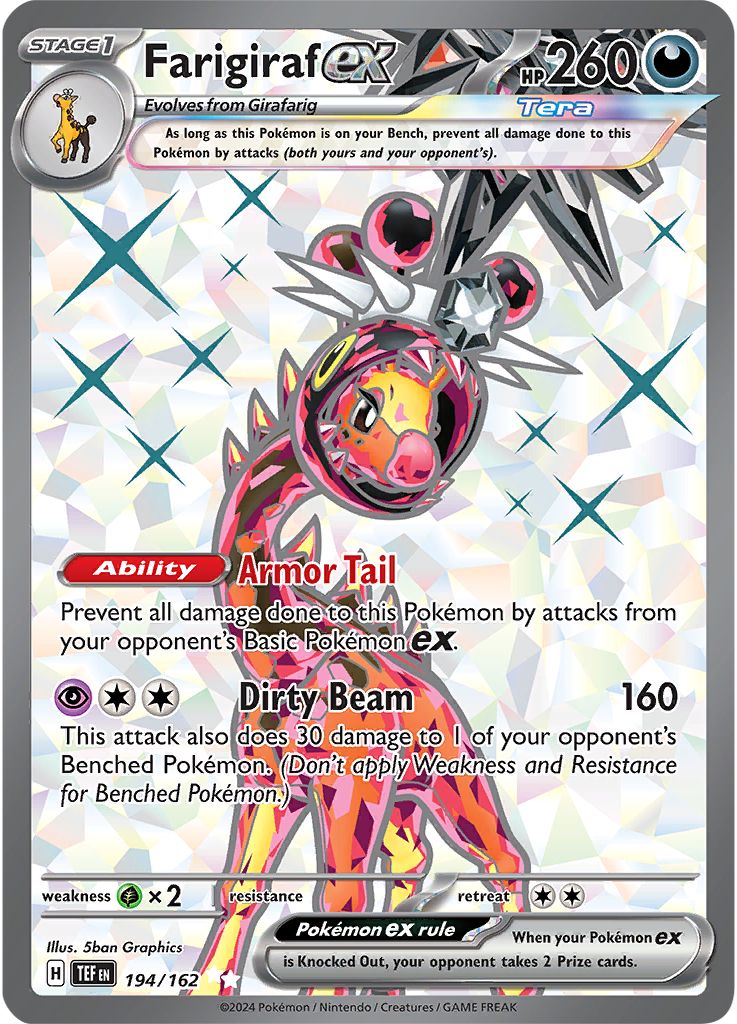 STAGE1
Farigiraf ex HP 260
Evolves from Girafarig
Tera
As long as this Pokémon is on your Bench, prevent all damage done to this
Pokémon by attacks (both yours and your opponent's).
Ability Armor Tail
Prevent all damage done to this Pokémon by attacks from
your opponent's Basic Pokémon ex.
Dirty Beam 160
This attack also does 30 damage to 1 of your opponent's
Benched Pokémon. (Don't apply Weakness and Resistance
for Benched Pokémon.)
weakness ×2 resistance retreat
Illus. 5ban Graphics
Pokémon ex rule When your Pokémon ex
is Knocked Out, your opponent takes 2 Prize cards.
H TEF EN 194/162
©2024 Pokémon / Nintendo / Creatures / GAME FREAK